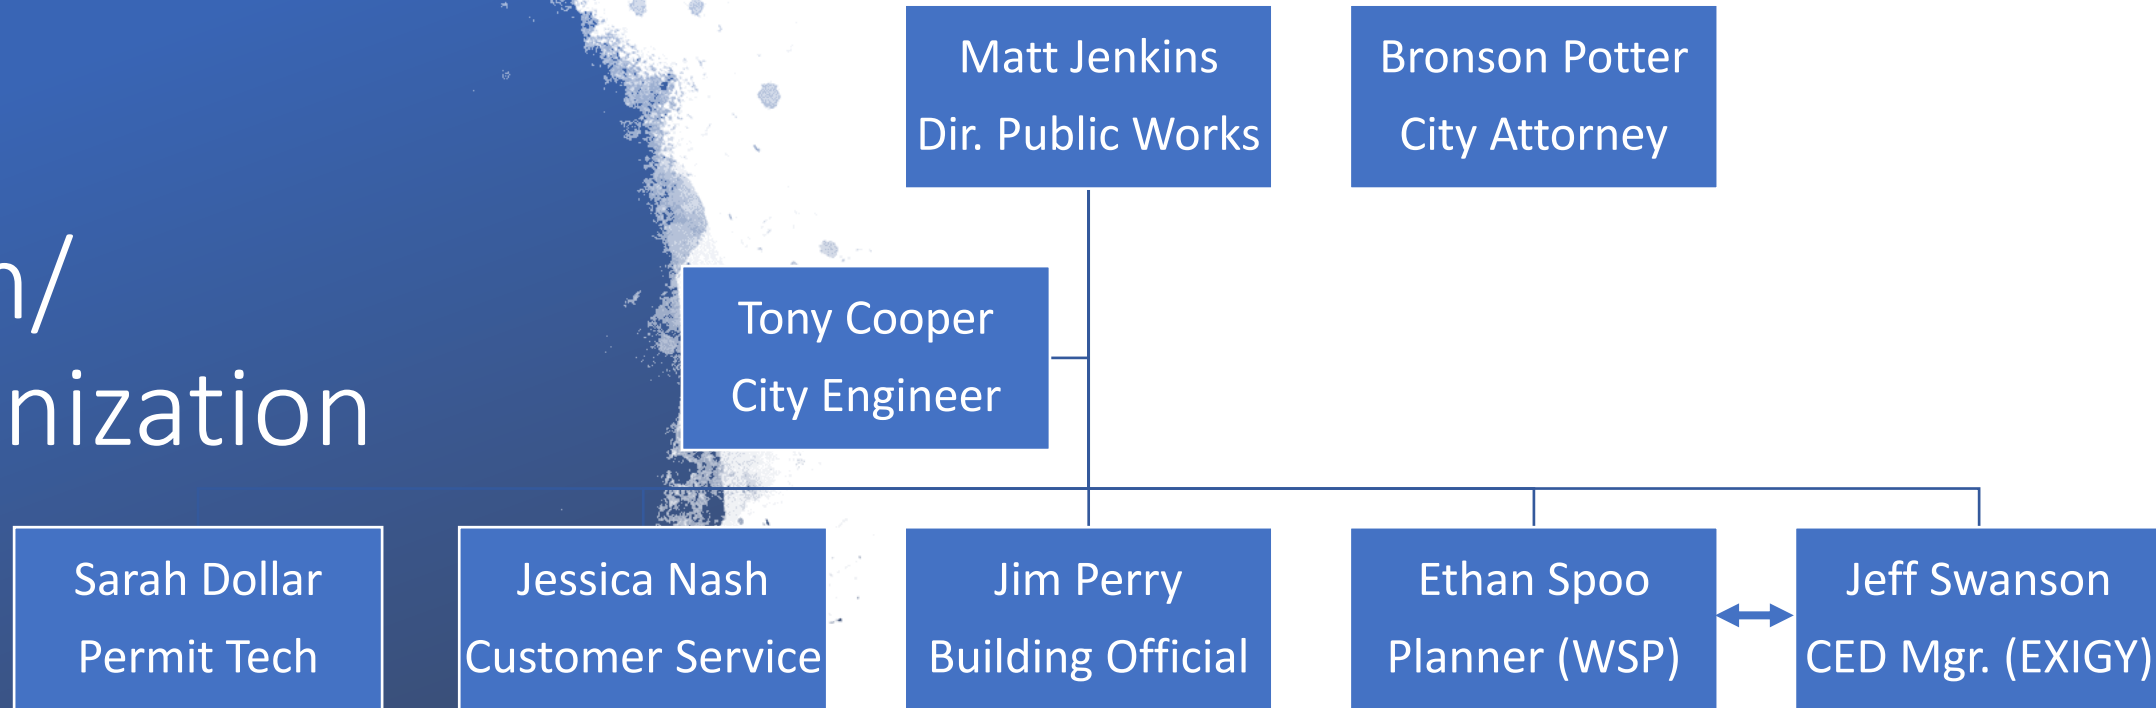 Matt Jenkins
Dir. Public Works
Bronson Potter
City Attorney
n/
nization
Tony Cooper
City Engineer
Sarah Dollar
Permit Tech
Jessica Nash
Customer Service
Jim Perry
Building Official
Ethan Spoo
Planner (WSP)
Jeff Swanson
CED Mgr. (EXIGY)